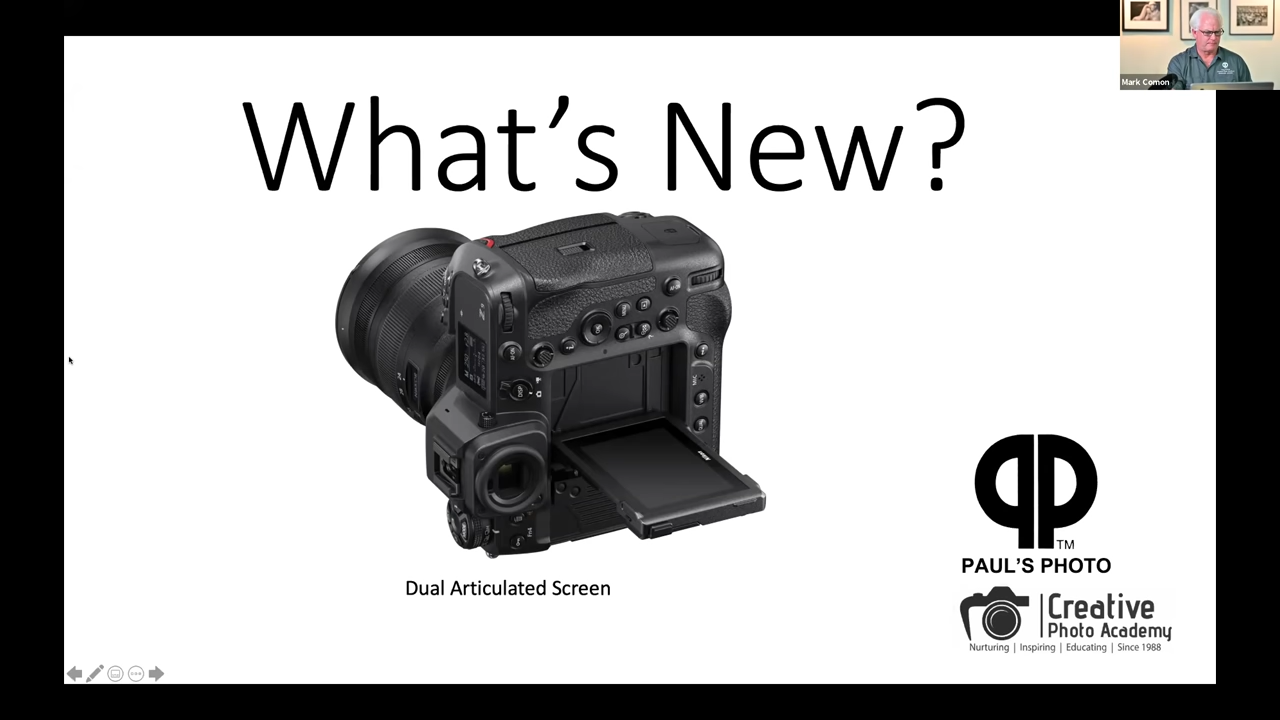 Mark Comon
What's New?
Dual Articulated Screen
TM
PAUL'S PHOTO
Creative
Photo Academy
Nurturing | Inspiring | Educating | Since 1988